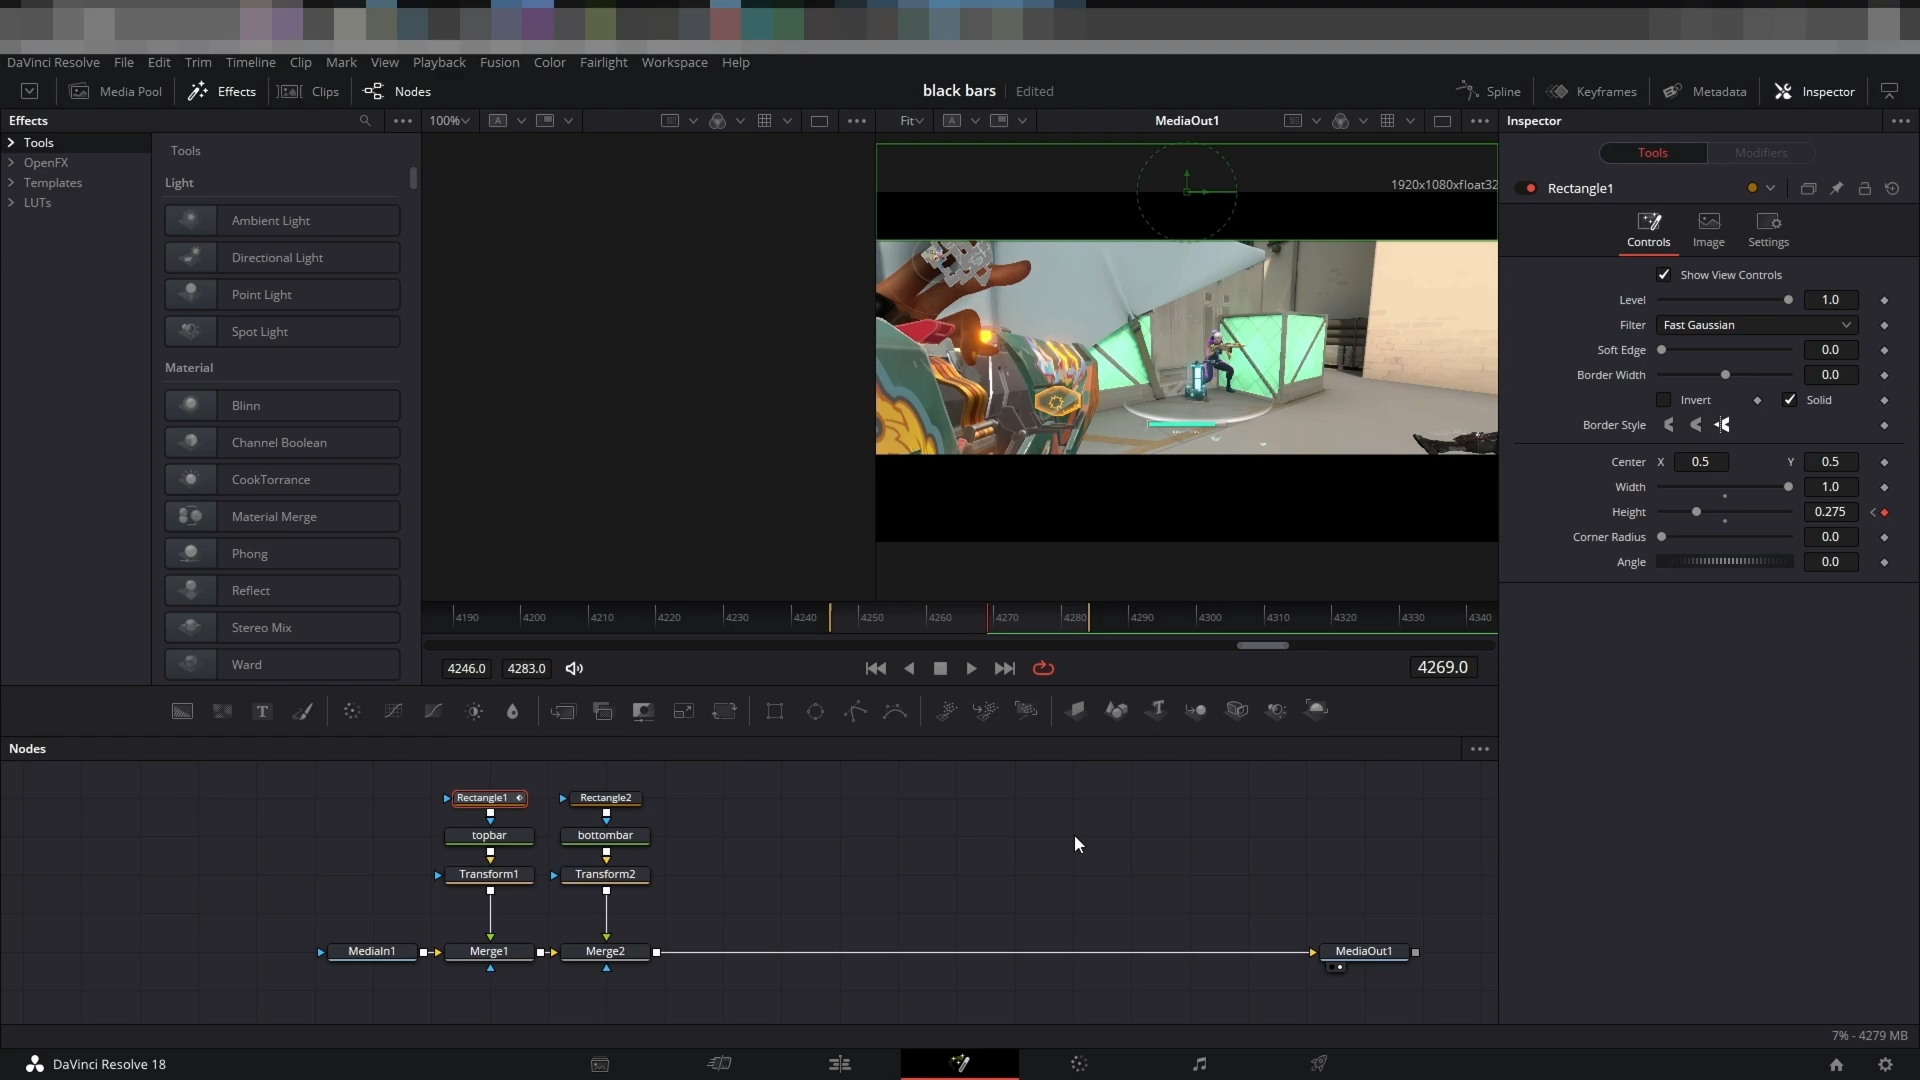 DaVinci Resolve File Edit Trim Timeline Clip Mark View Playback Fusion Color Fairlight Workspace Help
Media Pool Effects Clips Nodes black bars Edited Spline Keyframes Metadata Inspector
Effects 100% Fit MediaOut1 Inspector
Tools
OpenFX
Templates
LUTs
Tools
Light
Ambient Light
Directional Light
Point Light
Spot Light
Material
Blinn
Channel Boolean
CookTorrance
Material Merge
Phong
Reflect
Stereo Mix
Ward
1920x1080xfloat32
4190 4200 4210 4220 4230 4240 4250 4260 4270 4280 4290 4300 4310 4320 4330 4340
4246.0 4283.0 4269.0
Tools Modifiers
Rectangle1
Controls Image Settings
Show View Controls
Level 1.0
Filter Fast Gaussian
Soft Edge 0.0
Border Width 0.0
Invert Solid
Border Style
Center X 0.5 Y 0.5
Width 1.0
Height 0.275
Corner Radius 0.0
Angle 0.0
T
Nodes
Rectangle1 Rectangle2
topbar bottombar
Transform1 Transform2
MediaIn1 Merge1 Merge2 MediaOut1
7% - 4279 MB
DaVinci Resolve 18